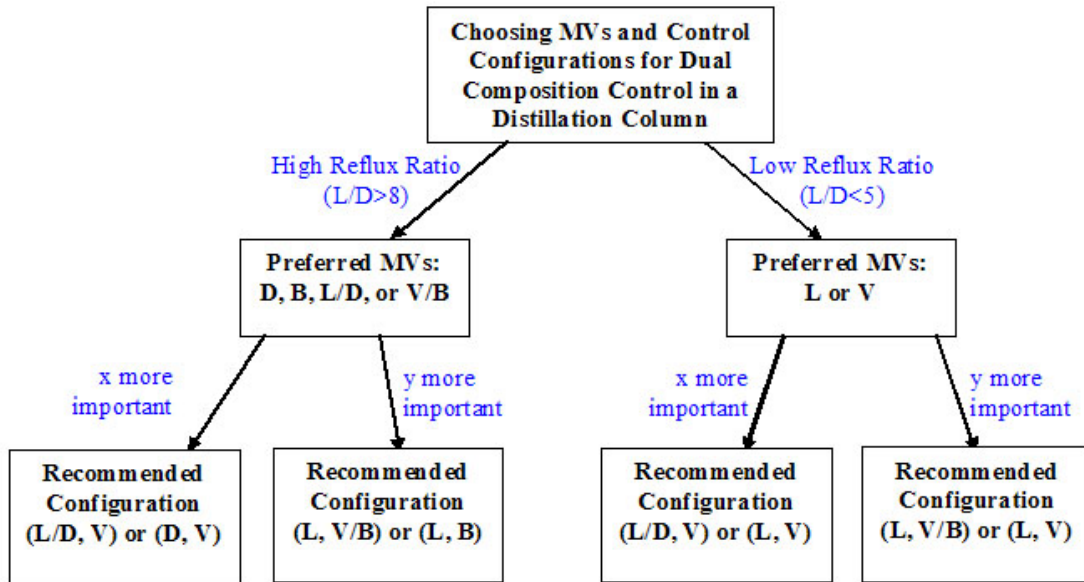 Choosing MVs and Control
Configurations for Dual
Composition Control in a
Distillation Column
High Reflux Ratio
(L/D>8)
Low Reflux Ratio
(L/D<5)
Preferred MVs:
D, B, L/D, or V/B
Preferred MVs:
L or V
x more
important
y more
important
x more
important
y more
important
Recommended
Configuration
(L/D, V) or (D, V)
Recommended
Configuration
(L, V/B) or (L, B)
Recommended
Configuration
(L/D, V) or (L, V)
Recommended
Configuration
(L, V/B) or (L, V)